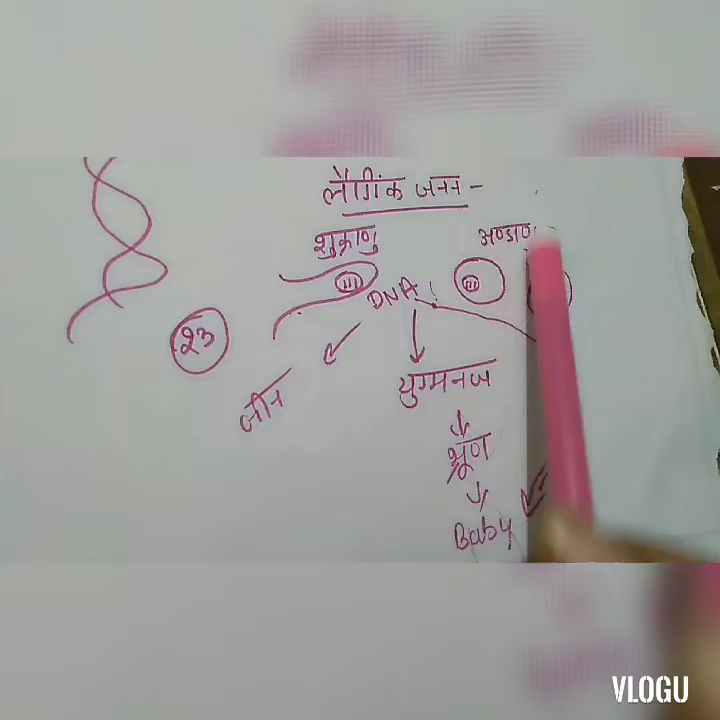 लैगिंक जनन -
शुक्राणु
अण्डाणु
DNA
23
जीन
युग्मनज
भ्रूण
Baby
VLOGU